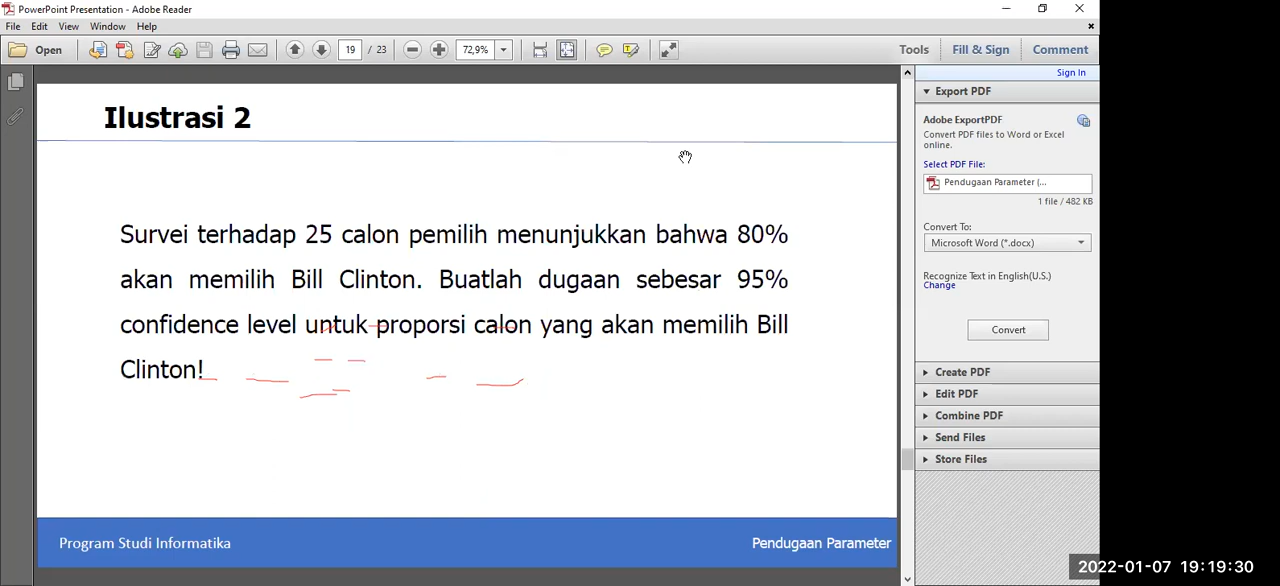 PowerPoint Presentation - Adobe Reader
File Edit View Window Help
Open 19 / 23 72,9% Tools Fill & Sign Comment
Sign In
Export PDF
Adobe ExportPDF
Convert PDF files to Word or Excel
online.
Select PDF File:
Pendugaan Parameter (...
1 file / 482 KB
Convert To:
Microsoft Word (*.docx)
Recognize Text in English(U.S.)
Change
Convert
Create PDF
Edit PDF
Combine PDF
Send Files
Store Files
Ilustrasi 2
Survei terhadap 25 calon pemilih menunjukkan bahwa 80%
akan memilih Bill Clinton. Buatlah dugaan sebesar 95%
confidence level untuk proporsi calon yang akan memilih Bill
Clinton!
Program Studi Informatika Pendugaan Parameter
2022-01-07 19:19:30